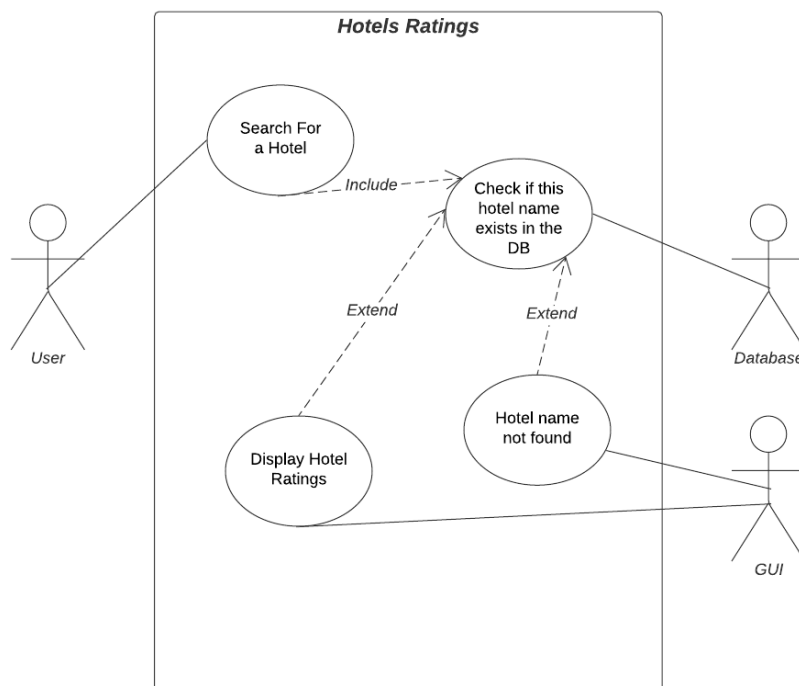 Hotels Ratings
Search For
a Hotel
Include
Check if this
hotel name
exists in the
DB
Extend
Extend
User
Database
Hotel name
not found
Display Hotel
Ratings
GUI